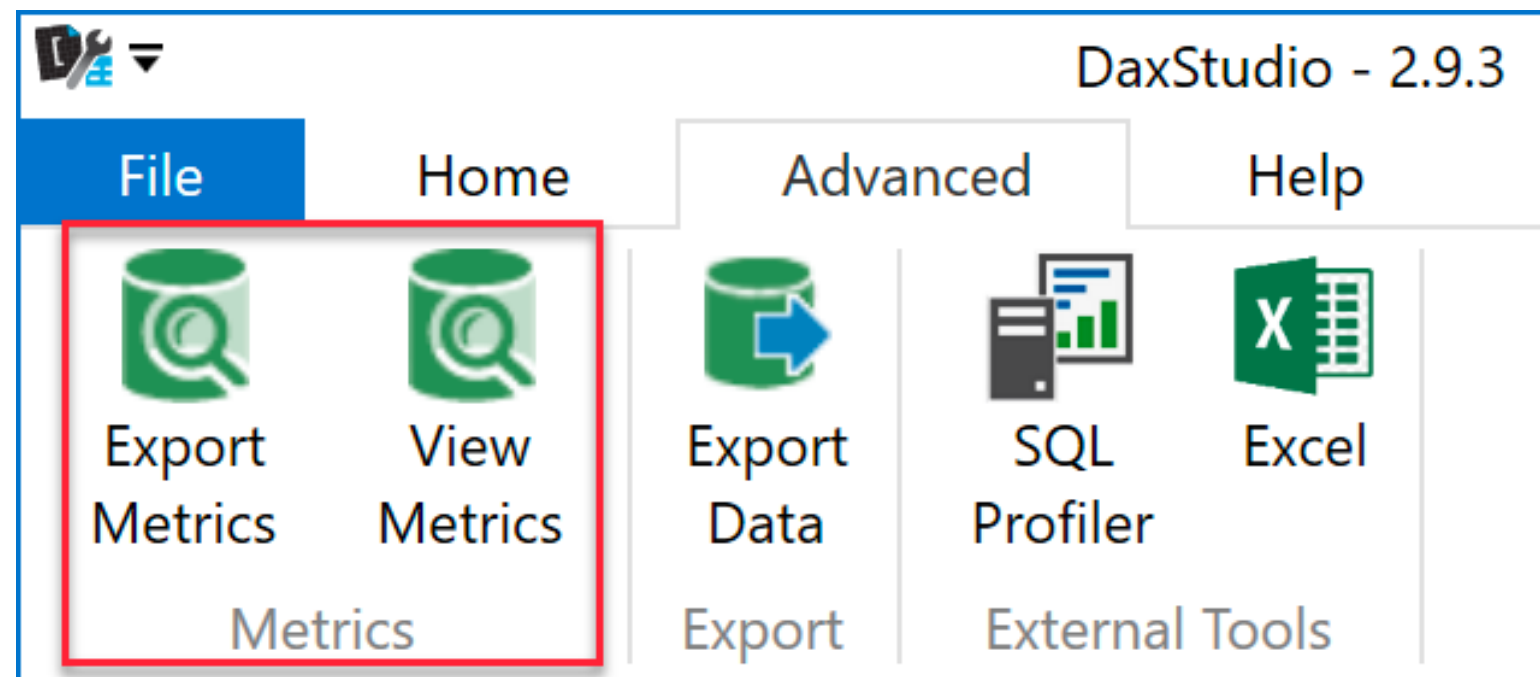 DaxStudio - 2.9.3
File Home Advanced Help
Export View Export SQL Excel
Metrics Metrics Data Profiler
Metrics Export External Tools